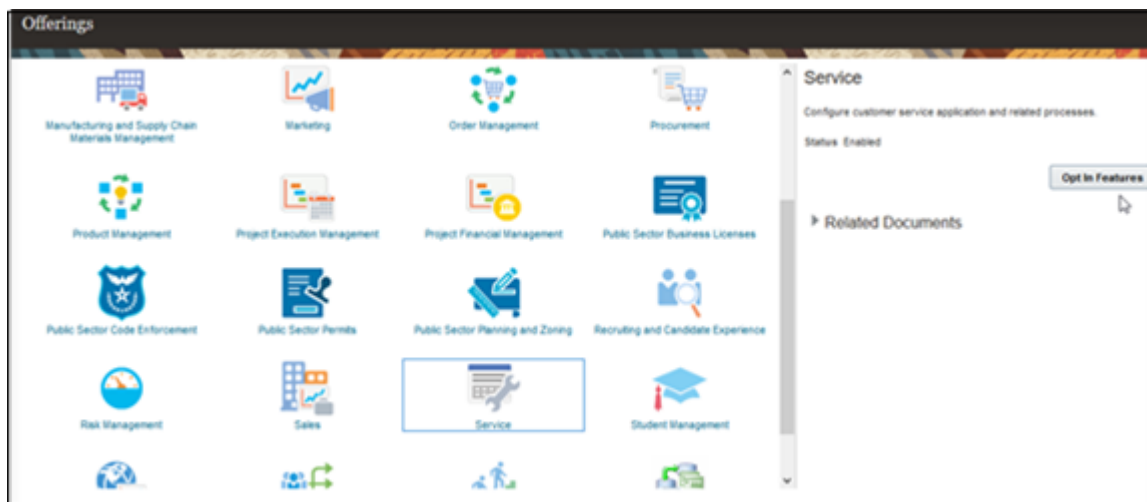 Offerings
Manufacturing and Supply Chain
Materials Management
Marketing
Order Management
Procurement
Product Management
Project Execution Management
Project Financial Management
Public Sector Business Licenses
Public Sector Code Enforcement
Public Sector Permits
Public Sector Planning and Zoning
Recruiting and Candidate Experience
Risk Management
Sales
Service
Student Management
Service
Configure customer service application and related processes.
Status Enabled
Opt In Features
Related Documents